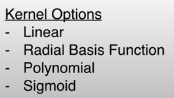 Kernel Options
- Linear
- Radial Basis Function
- Polynomial
- Sigmoid